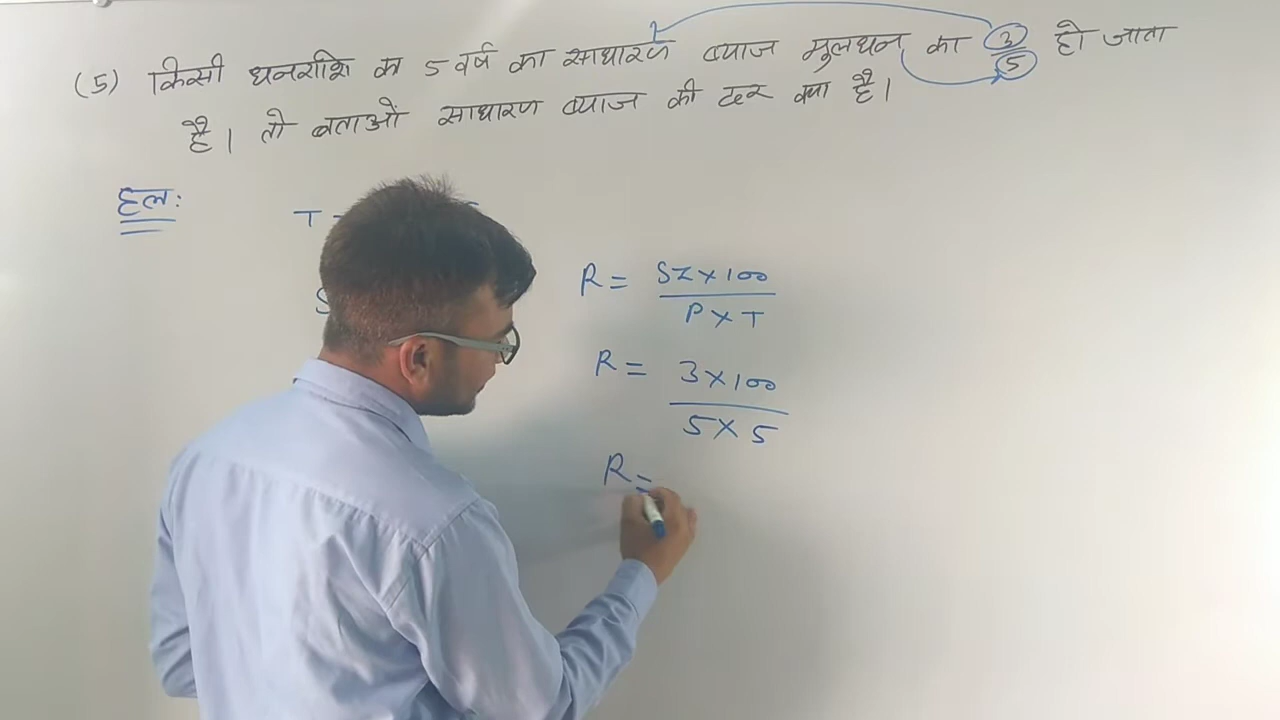 (5) किसी धनराशि का 5 वर्ष का साधारण ब्याज मूलधन का 3/5 हो जाता
है। तो बताओं साधारण ब्याज की दर क्या है।
हल:
T -
S
R = SI × 100 / P × T
R = 3 × 100 / 5 × 5
R =